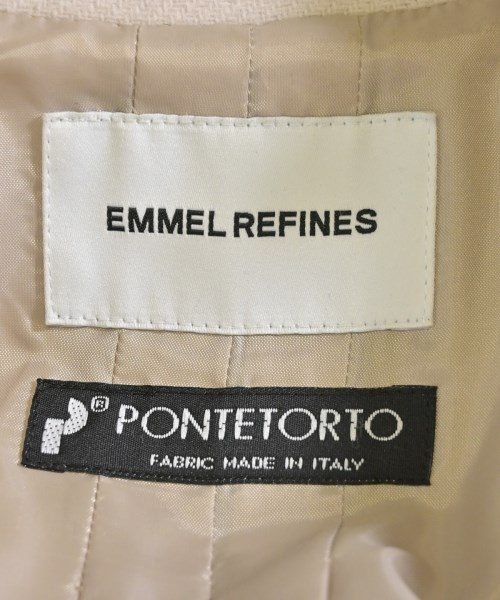 EMMEL REFINES
® PONTETORTO
FABRIC MADE IN ITALY